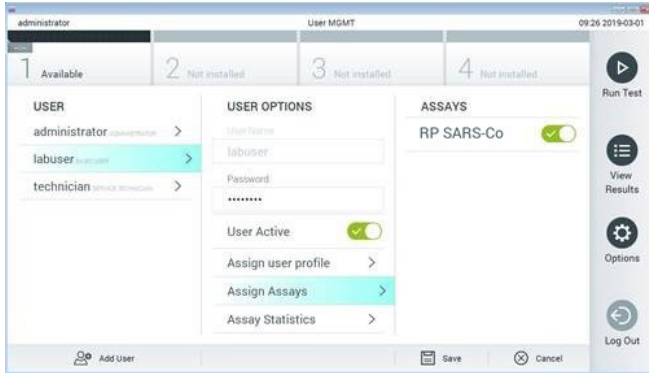 administrator User MGMT 09:26 2019-03-01
1 Available
2 Not installed
3 Not installed
4 Not installed
Run Test
USER
administrator
labuser
technician SERVICE TECHNICIAN
USER OPTIONS
User Name
labuser
Password
••••••••
User Active
Assign user profile
Assign Assays
Assay Statistics
ASSAYS
RP SARS-Co
View
Results
Options
Log Out
Add User
Save
Cancel